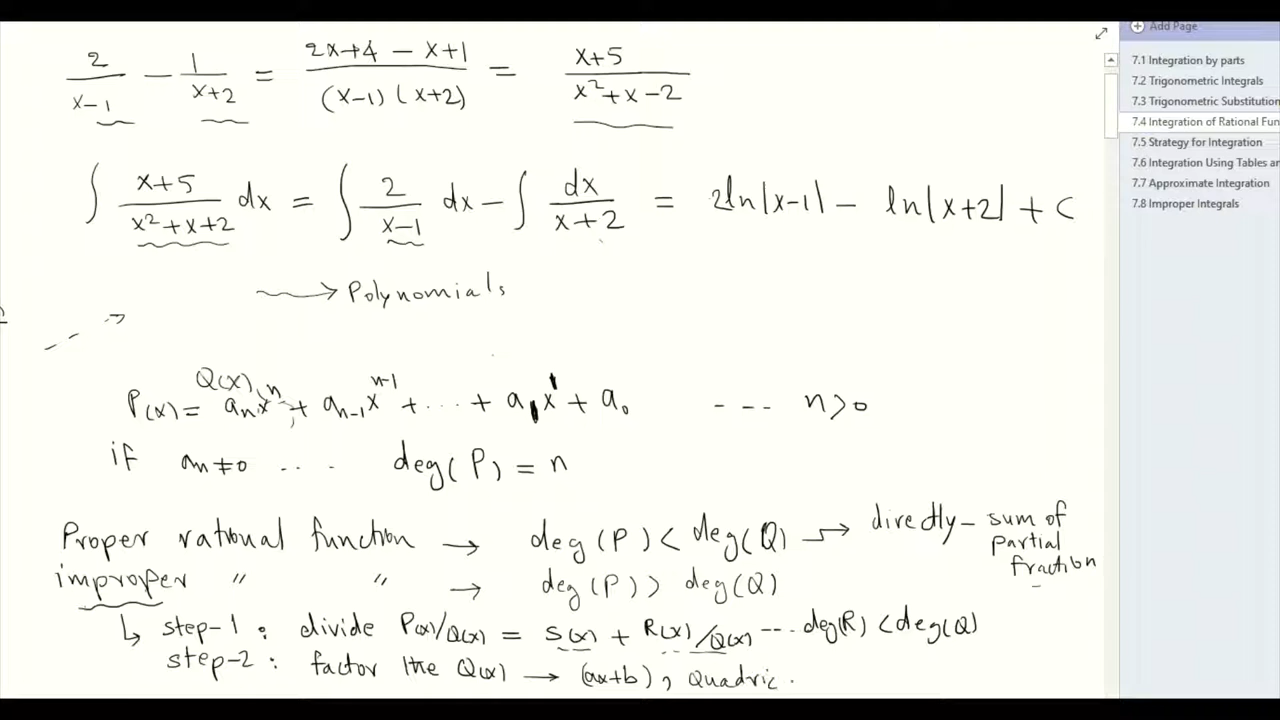 2/(x-1) - 1/(x+2) = (2x+4 - x+1)/((x-1)(x+2)) = (x+5)/(x²+x-2)
∫ (x+5)/(x²+x+2) dx = ∫ 2/(x-1) dx - ∫ dx/(x+2) = 2ln|x-1| - ln|x+2| + C
⟶ Polynomials
Q(x),
P(x) = aₙxⁿ + aₙ₋₁xⁿ⁻¹ + ... + a₁x¹ + a₀ --- n>0
if aₙ≠0 .... deg(P) = n
Proper rational function → deg(P) < deg(Q) → directly - sum of partial fraction
improper " " → deg(P) > deg(Q)
↳ step-1 : divide P(x)/Q(x) = S(x) + R(x)/Q(x) --- deg(R) < deg(Q)
step-2 : factor the Q(x) → (ax+b), Quadric.
Add Page
7.1 Integration by parts
7.2 Trigonometric Integrals
7.3 Trigonometric Substitutio
7.4 Integration of Rational Fun
7.5 Strategy for Integration
7.6 Integration Using Tables an
7.7 Approximate Integration
7.8 Improper Integrals